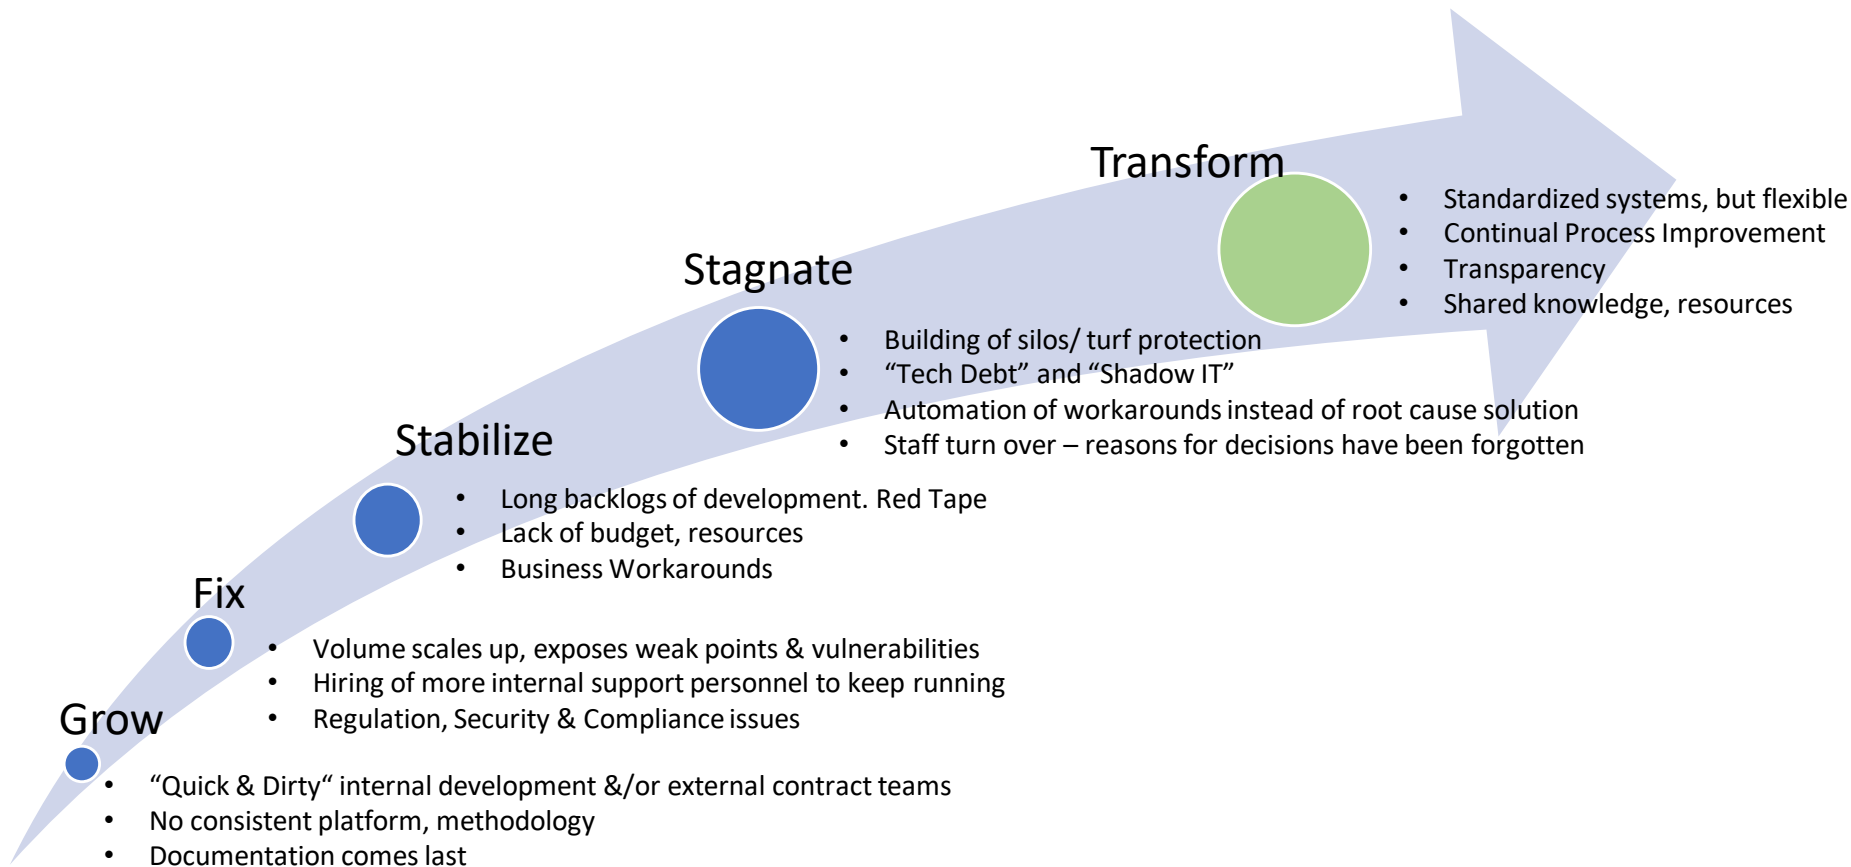 Transform
• Standardized systems, but flexible
• Continual Process Improvement
• Transparency
• Shared knowledge, resources
Stagnate
• Building of silos/ turf protection
• “Tech Debt” and “Shadow IT”
• Automation of workarounds instead of root cause solution
• Staff turn over – reasons for decisions have been forgotten
Stabilize
• Long backlogs of development. Red Tape
• Lack of budget, resources
• Business Workarounds
Fix
• Volume scales up, exposes weak points & vulnerabilities
• Hiring of more internal support personnel to keep running
• Regulation, Security & Compliance issues
Grow
• “Quick & Dirty“ internal development &/or external contract teams
• No consistent platform, methodology
• Documentation comes last